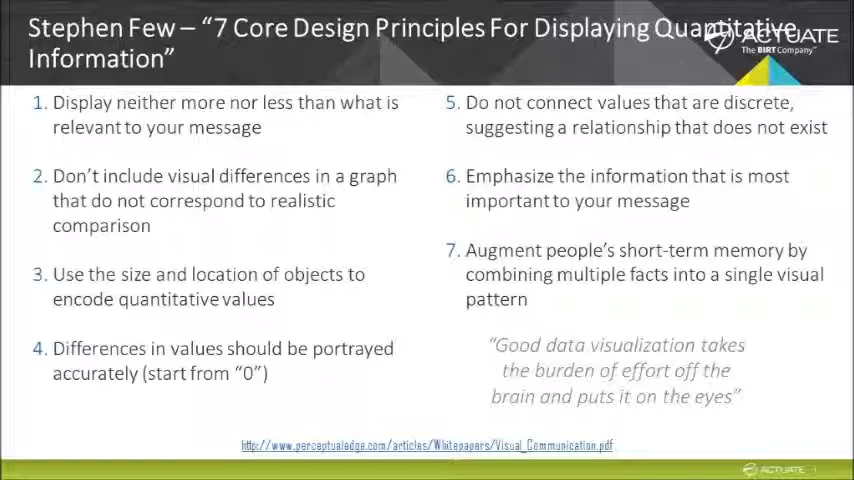 Stephen Few – “7 Core Design Principles For Displaying Quantitative
Information”
ACTUATE
The BIRT Company™
1. Display neither more nor less than what is
relevant to your message
2. Don’t include visual differences in a graph
that do not correspond to realistic
comparison
3. Use the size and location of objects to
encode quantitative values
4. Differences in values should be portrayed
accurately (start from “0”)
5. Do not connect values that are discrete,
suggesting a relationship that does not exist
6. Emphasize the information that is most
important to your message
7. Augment people’s short-term memory by
combining multiple facts into a single visual
pattern
“Good data visualization takes
the burden of effort off the
brain and puts it on the eyes”
http://www.perceptualedge.com/articles/Whitepapers/Visual_Communication.pdf
ACTUATE